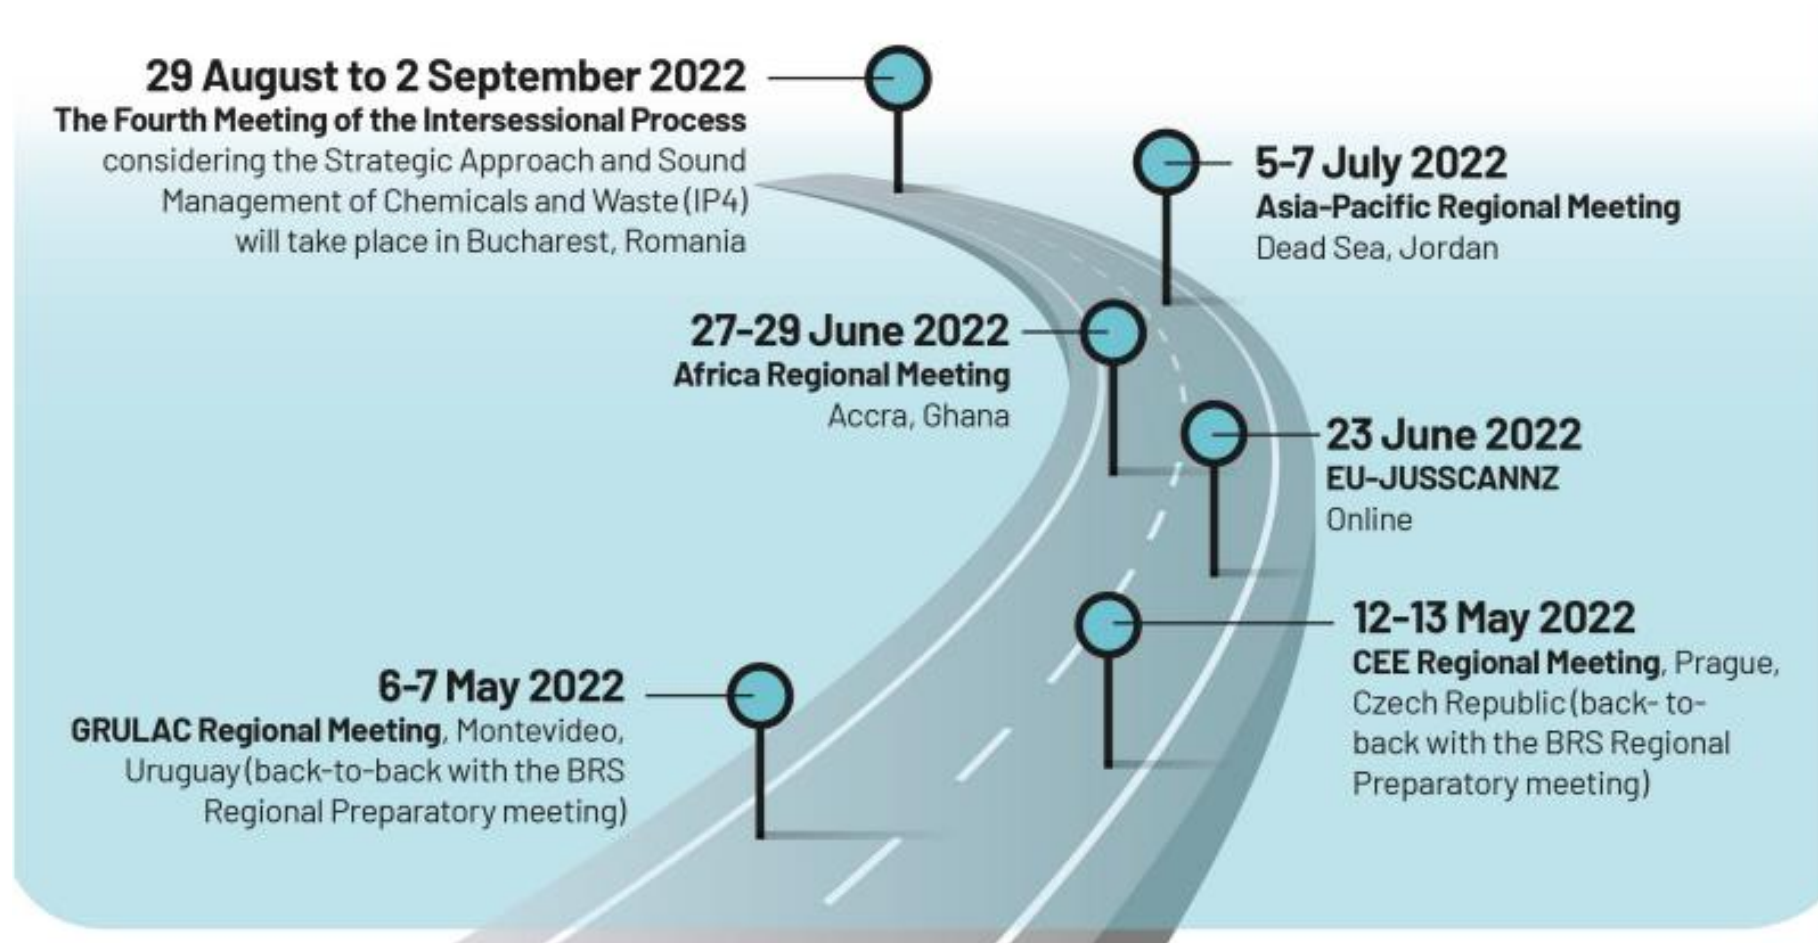 29 August to 2 September 2022
The Fourth Meeting of the Intersessional Process
considering the Strategic Approach and Sound
Management of Chemicals and Waste (IP4)
will take place in Bucharest, Romania
5-7 July 2022
Asia-Pacific Regional Meeting
Dead Sea, Jordan
27-29 June 2022
Africa Regional Meeting
Accra, Ghana
23 June 2022
EU-JUSSCANNZ
Online
12-13 May 2022
CEE Regional Meeting, Prague,
Czech Republic (back- to-
back with the BRS Regional
Preparatory meeting)
6-7 May 2022
GRULAC Regional Meeting, Montevideo,
Uruguay (back-to-back with the BRS
Regional Preparatory meeting)